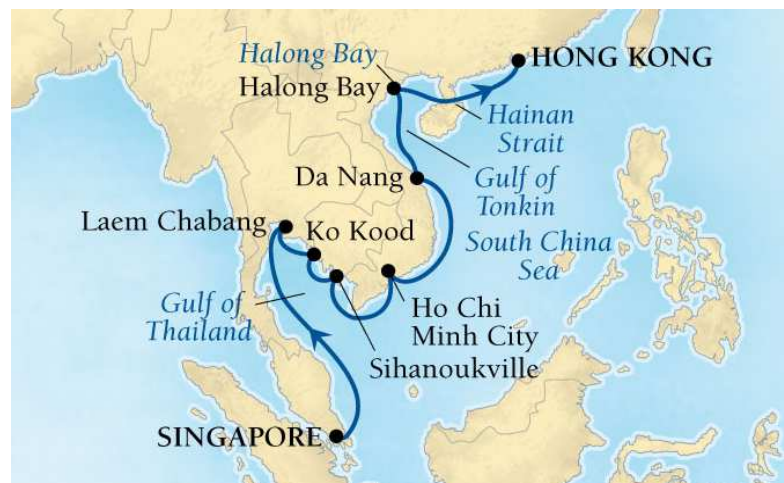 Halong Bay
HONG KONG
Halong Bay
Hainan
Strait
Da Nang
Gulf of
Tonkin
Laem Chabang
Ko Kood
South China
Sea
Gulf of
Thailand
Ho Chi
Minh City
Sihanoukville
SINGAPORE